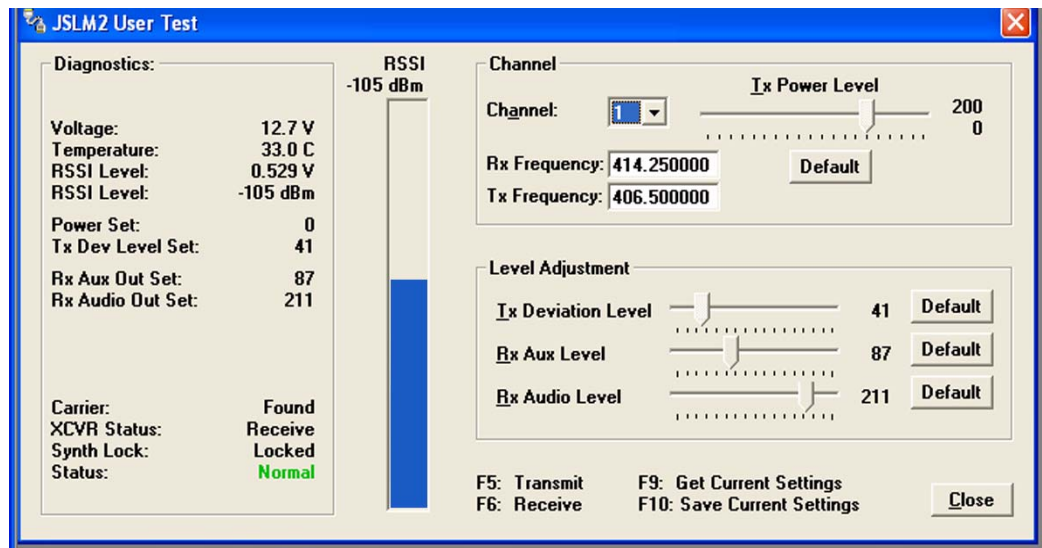 JSLM2 User Test
Diagnostics:
Voltage: 12.7 V
Temperature: 33.0 C
RSSI Level: 0.529 V
RSSI Level: -105 dBm
Power Set: 0
Tx Dev Level Set: 41
Rx Aux Out Set: 87
Rx Audio Out Set: 211
Carrier: Found
XCVR Status: Receive
Synth Lock: Locked
Status: Normal
RSSI
-105 dBm
Channel
Channel: 1
Tx Power Level
200
0
Rx Frequency: 414.250000
Default
Tx Frequency: 406.500000
Level Adjustment
Tx Deviation Level 41 Default
Rx Aux Level 87 Default
Rx Audio Level 211 Default
F5: Transmit F9: Get Current Settings
F6: Receive F10: Save Current Settings
Close